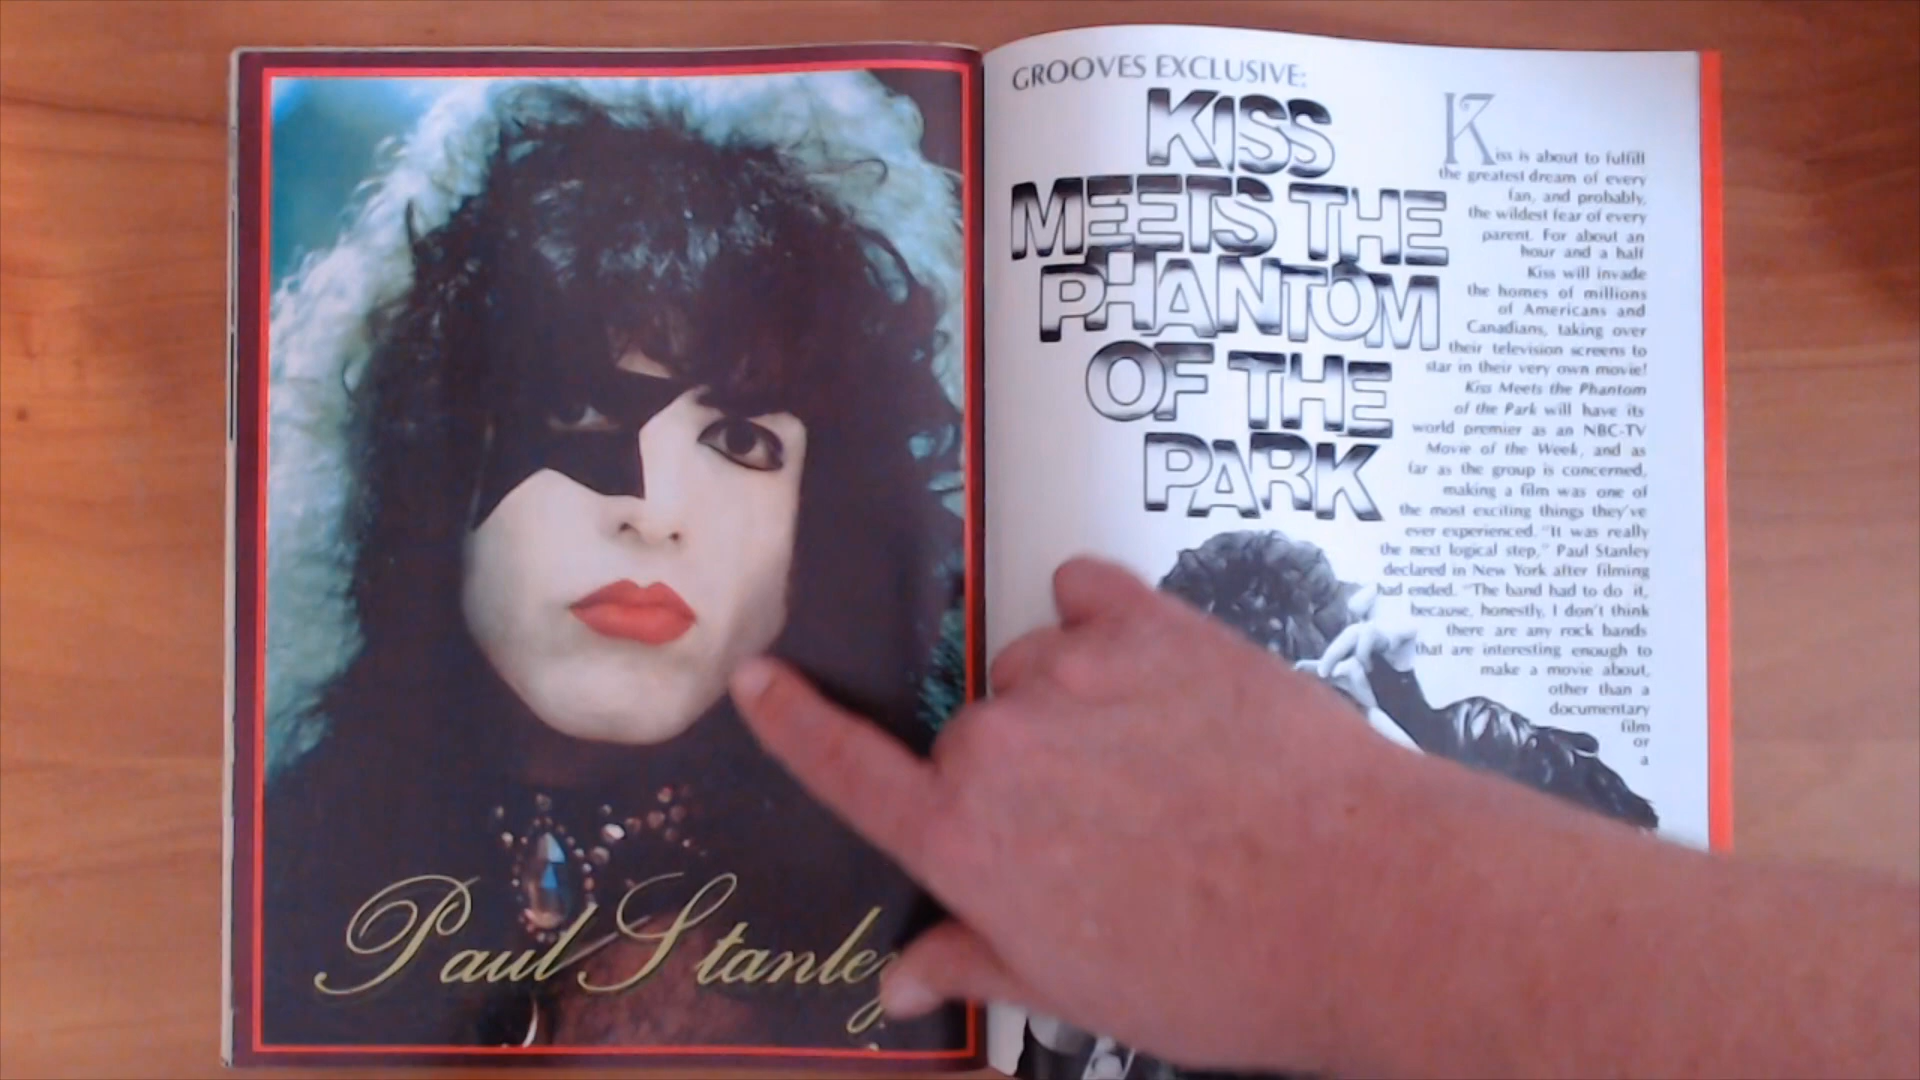 Paul Stanley
GROOVES EXCLUSIVE:
KISS
MEETS THE
PHANTOM
OF THE
PARK
Kiss is about to fulfill
the greatest dream of every
fan, and probably,
the wildest fear of every
parent. For about an
hour and a half
Kiss will invade
the homes of millions
of Americans and
Canadians, taking over
their television screens to
star in their very own movie!
Kiss Meets the Phantom
of the Park will have its
world premier as an NBC-TV
Movie of the Week, and as
far as the group is concerned,
making a film was one of
the most exciting things they've
ever experienced. "It was really
the next logical step," Paul Stanley
declared in New York after filming
had ended. "The band had to do it,
because, honestly, I don't think
there are any rock bands
that are interesting enough to
make a movie about,
other than a
documentary
film
or
a